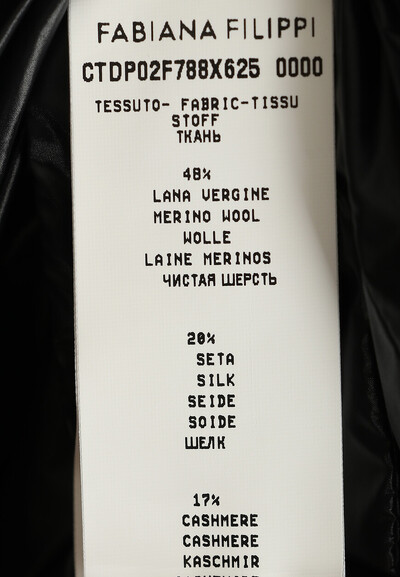 FABIANA FILIPPI
CTDP02F788X625 0000
TESSUTO- FABRIC-TISSU
STOFF
ТКАНЬ
48%
LANA VERGINE
MERINO WOOL
WOLLE
LAINE MERINOS
ЧИСТАЯ ШЕРСТЬ
20%
SETA
SILK
SEIDE
SOIDE
ШЕЛК
17%
CASHMERE
CASHMERE
KASCHMIR